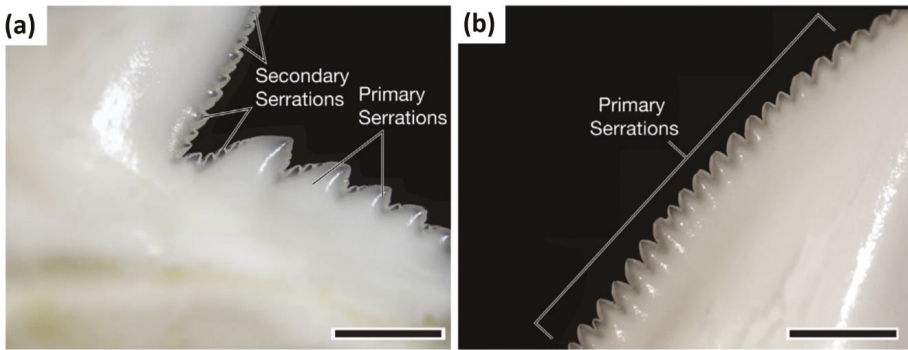 (a)
Secondary
Serrations
Primary
Serrations
(b)
Primary
Serrations